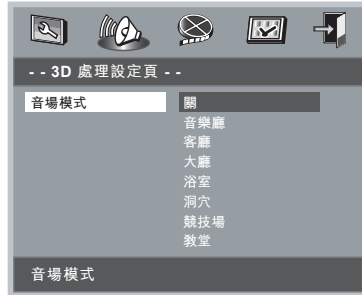 - - 3D 處理設定頁 - -
音場模式 關
音樂廳
客廳
大廳
浴室
洞穴
競技場
教堂
音場模式